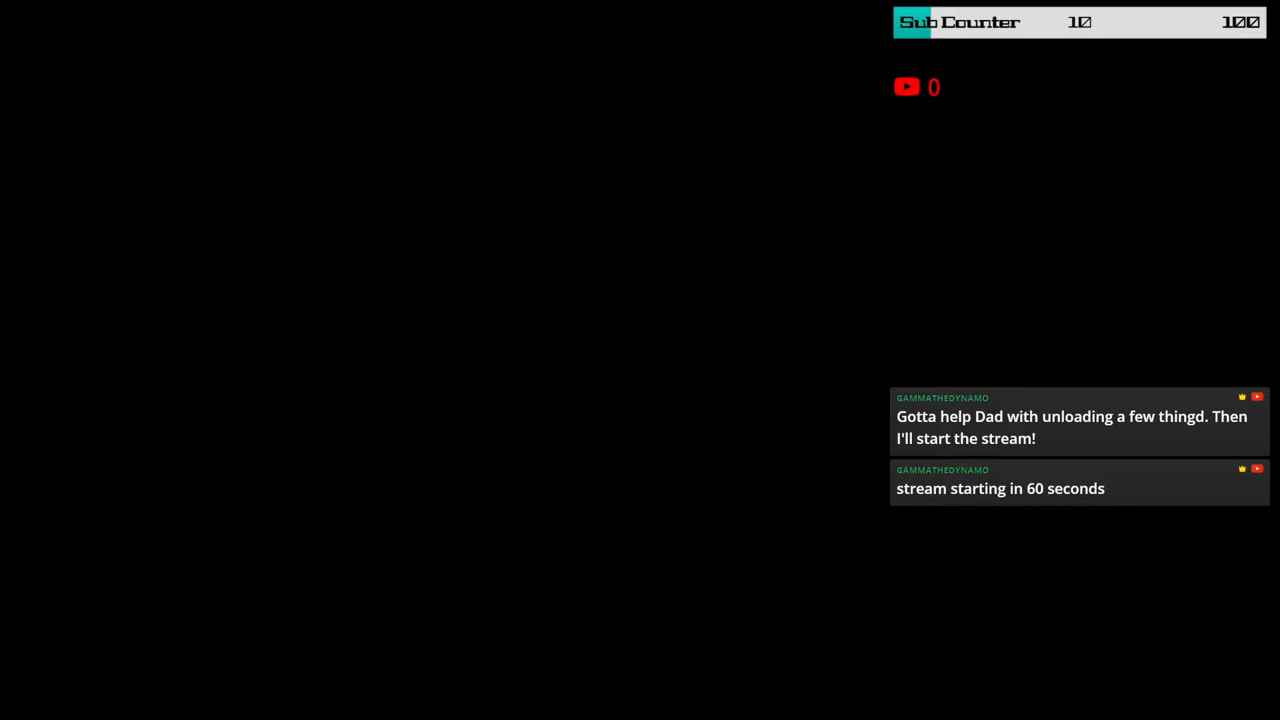 Sub Counter 10 100
0
GAMMATHEDYNAMO
Gotta help Dad with unloading a few thingd. Then
I'll start the stream!
GAMMATHEDYNAMO
stream starting in 60 seconds